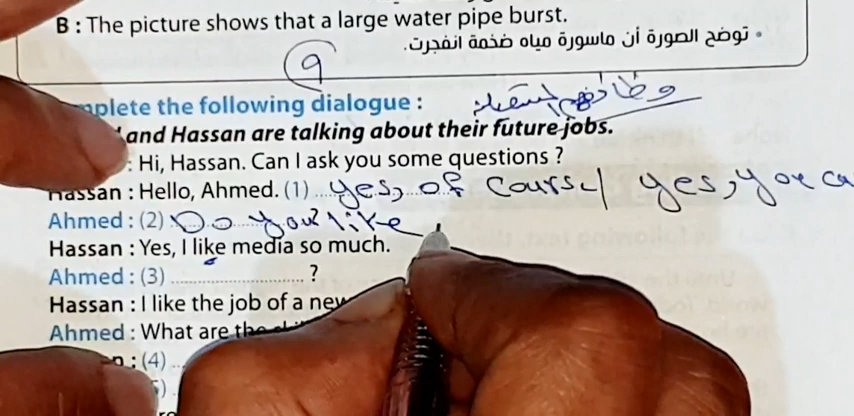 B : The picture shows that a large water pipe burst.
• توضح الصورة أن ماسورة مياه ضخمة انفجرت.
9
mplete the following dialogue :
and Hassan are talking about their future jobs.
: Hi, Hassan. Can I ask you some questions ?
Hassan : Hello, Ahmed. (1) yes, of course/ yes, you ca
Ahmed : (2) Do you like ?
Hassan : Yes, I like media so much.
Ahmed : (3) ........................ ?
Hassan : I like the job of a new
Ahmed : What are the
: (4)